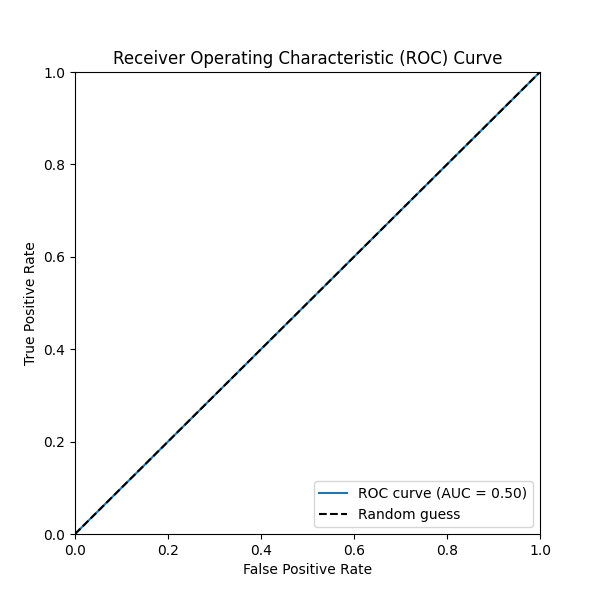 Receiver Operating Characteristic (ROC) Curve
1.0
0.8
0.6
0.4
0.2
0.0
True Positive Rate
ROC curve (AUC = 0.50)
Random guess
0.0 0.2 0.4 0.6 0.8 1.0
False Positive Rate